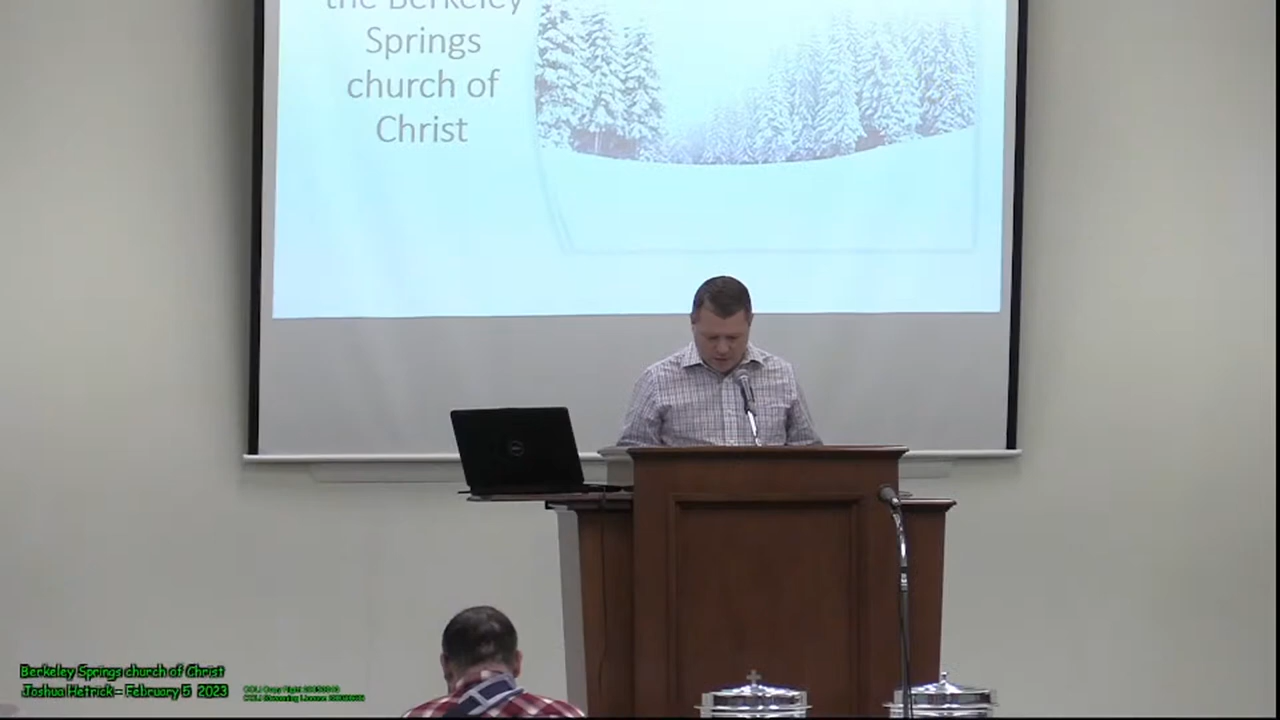 the Berkeley
Springs
church of
Christ
Berkeley Springs church of Christ
Joshua Hetrick - February 5 2023